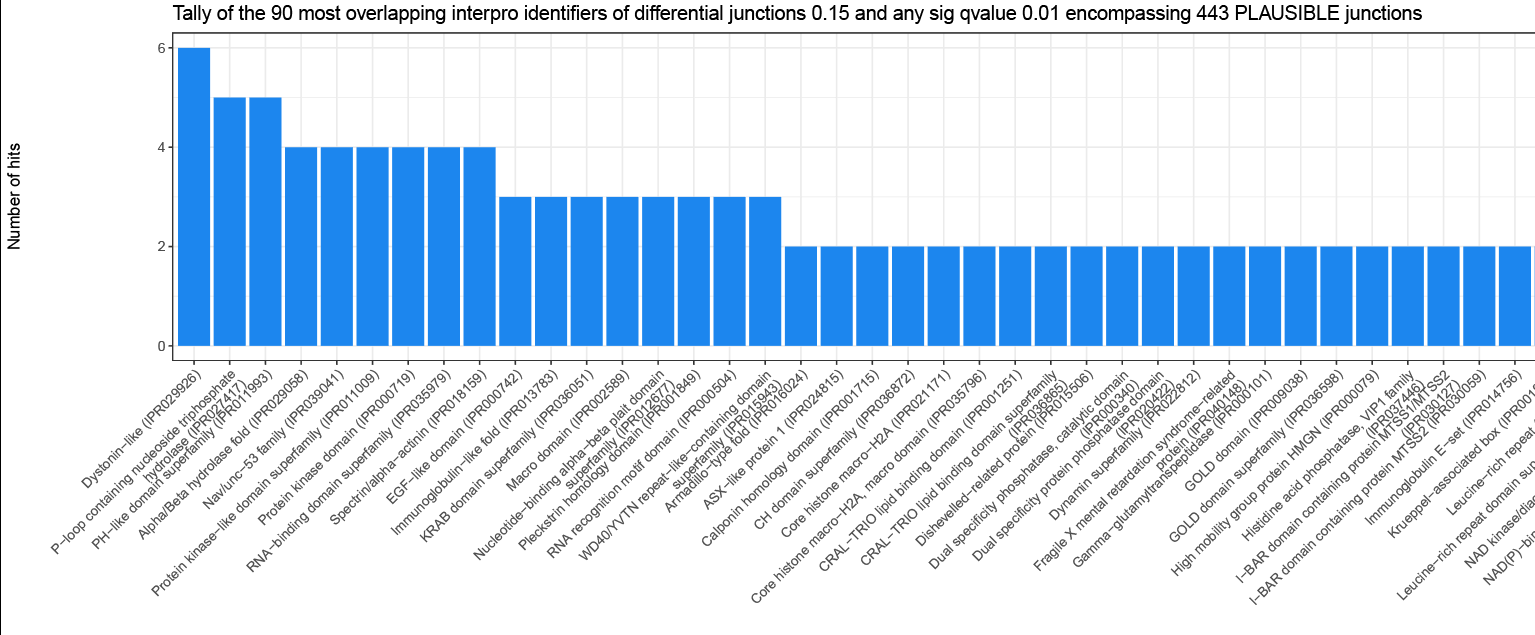 Tally of the 90 most overlapping interpro identifiers of differential junctions 0.15 and any sig qvalue 0.01 encompassing 443 PLAUSIBLE junctions
Number of hits
6
4
2
0
Dystonin−like (IPR029926)
P−loop containing nucleoside triphosphate
hydrolase (IPR027417)
PH−like domain superfamily (IPR011993)
Alpha/Beta hydrolase fold (IPR029058)
Nav/unc−53 family (IPR039041)
Protein kinase−like domain superfamily (IPR011009)
Protein kinase domain (IPR000719)
RNA−binding domain superfamily (IPR035979)
Spectrin/alpha−actinin (IPR018159)
EGF−like domain (IPR000742)
Immunoglobulin−like fold (IPR013783)
KRAB domain superfamily (IPR036051)
Macro domain (IPR002589)
Nucleotide−binding alpha−beta plait domain
superfamily (IPR012677)
Pleckstrin homology domain (IPR001849)
RNA recognition motif domain (IPR000504)
WD40/YVTN repeat−like−containing domain
superfamily (IPR015943)
Armadillo−type fold (IPR016024)
ASX−like protein 1 (IPR024815)
Calponin homology domain (IPR001715)
CH domain superfamily (IPR036872)
Core histone macro−H2A (IPR021171)
Core histone macro−H2A, macro domain (IPR035796)
CRAL−TRIO lipid binding domain (IPR001251)
CRAL−TRIO lipid binding domain superfamily
(IPR036865)
Dishevelled−related protein (IPR015506)
Dual specificity phosphatase, catalytic domain
(IPR000340)
Dual specificity protein phosphatase domain
(IPR020422)
Dynamin superfamily (IPR022812)
Fragile X mental retardation syndrome−related
protein (IPR040148)
Gamma−glutamyltranspeptidase (IPR000101)
GOLD domain (IPR009038)
GOLD domain superfamily (IPR036598)
High mobility group protein HMGN (IPR000079)
Histidine acid phosphatase, VIP1 family
(IPR037446)
I−BAR domain containing protein MTSS1/MTSS2
(IPR030127)
I−BAR domain containing protein MTSS2 (IPR030059)
Immunoglobulin E−set (IPR014756)
Krueppel−associated box (IPR001
Leucine−rich repeat
Leucine−rich repeat domain su
NAD kinase/dia
NAD(P)−bin